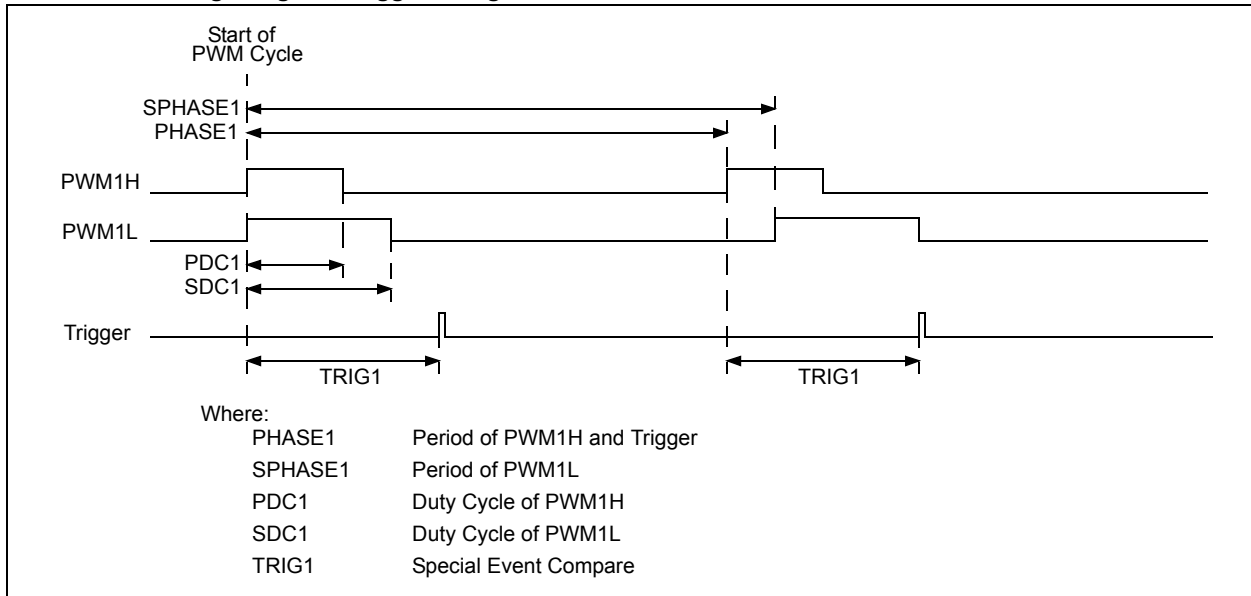 Start of
PWM Cycle
SPHASE1
PHASE1
PWM1H
PWM1L
PDC1
SDC1
Trigger
TRIG1 TRIG1
Where:
PHASE1 Period of PWM1H and Trigger
SPHASE1 Period of PWM1L
PDC1 Duty Cycle of PWM1H
SDC1 Duty Cycle of PWM1L
TRIG1 Special Event Compare